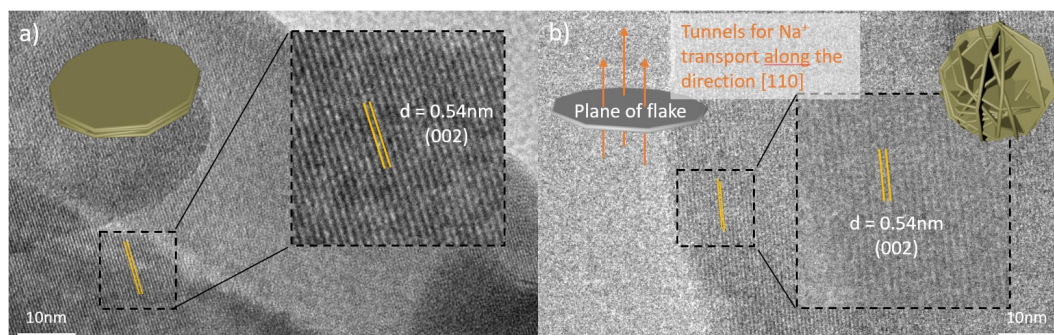 a)
d = 0.54nm
(002)
10nm
b)
Tunnels for Na⁺
transport along the
direction [110]
Plane of flake
d = 0.54nm
(002)
10nm